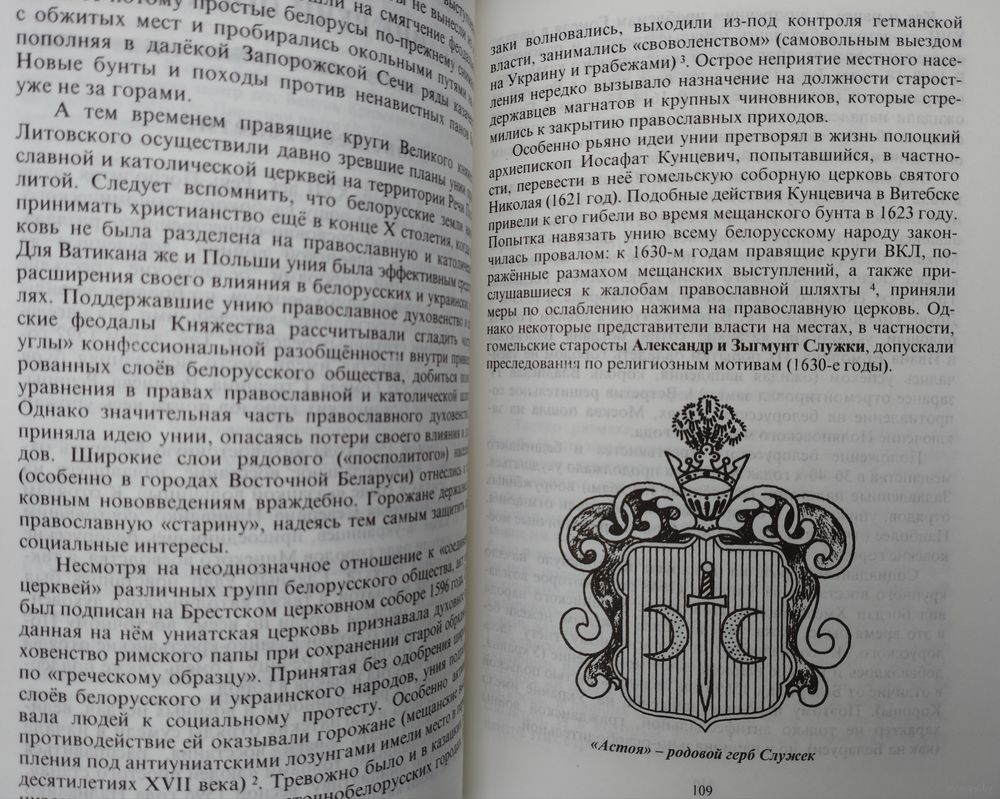 шли на смягчение
потому простые белорусы по-прежнему
с обжитых мест и пробирались окольными путями
пополняя в далёкой Запорожской Сечи ряды
Новые бунты и походы против ненавистных панов
уже не за горами.
А тем временем правящие круги Великого
Литовского осуществили давно зревшие планы унии
славной и католической церквей на территории Речи
литой. Следует вспомнить, что белорусские земли
принимать христианство ещё в конце X столетия, когда
ковь не была разделена на православную и
Для Ватикана же и Польши уния была эффективным
расширения своего влияния в белорусских и украинских
лях. Поддержавшие унию православное духовенство и
ские феодалы Княжества рассчитывали сгладить
углы» конфессиональной разобщённости внутри
рованных слоёв белорусского общества, добиться
уравнения в правах православной и католической
Однако значительная часть православного
приняла идею унии, опасаясь потери своего влияния и
дов. Широкие слои рядового («посполитого»)
(особенно в городах Восточной Беларуси) отнеслись к
ковным нововведениям враждебно. Горожане
православную «старину», надеясь тем самым защитить
социальные интересы.
Несмотря на неоднозначное отношение к
церквей» различных групп белорусского общества, акт
был подписан на Брестском церковном соборе 1596 года.
данная на нём униатская церковь признавала
ховенство римского папы при сохранении старой
по «греческому образцу». Принятая без одобрения
слоёв белорусского и украинского народов, уния
вала людей к социальному протесту. Особенно
противодействие ей оказывали горожане (мещанские
пления под антиуниатскими лозунгами имели место в
десятилетиях XVII века) ². Тревожно было и в казацких
точнобелорусских
заки волновались, выходили из-под контроля гетманской
власти, занимались «своволенством» (самовольным выездом
на Украину и грабежами) ³. Острое неприятие местного насе-
ления нередко вызывало назначение на должности старост-
державцев магнатов и крупных чиновников, которые стре-
мились к закрытию православных приходов.
Особенно рьяно идеи унии претворял в жизнь полоцкий
архиепископ Иосафат Кунцевич, попытавшийся, в частно-
сти, перевести в неё гомельскую соборную церковь святого
Николая (1621 год). Подобные действия Кунцевича в Витебске
привели к его гибели во время мещанского бунта в 1623 году.
Попытка навязать унию всему белорусскому народу закон-
чилась провалом: к 1630-м годам правящие круги ВКЛ, по-
ражённые размахом мещанских выступлений, а также при-
слушавшиеся к жалобам православной шляхты ⁴, приняли
меры по ослаблению нажима на православную церковь. Од-
нако некоторые представители власти на местах, в частности,
гомельские старосты Александр и Зыгмунт Служки, допускали
преследования по религиозным мотивам (1630-е годы).
«Астоя» – родовой герб Служек
109